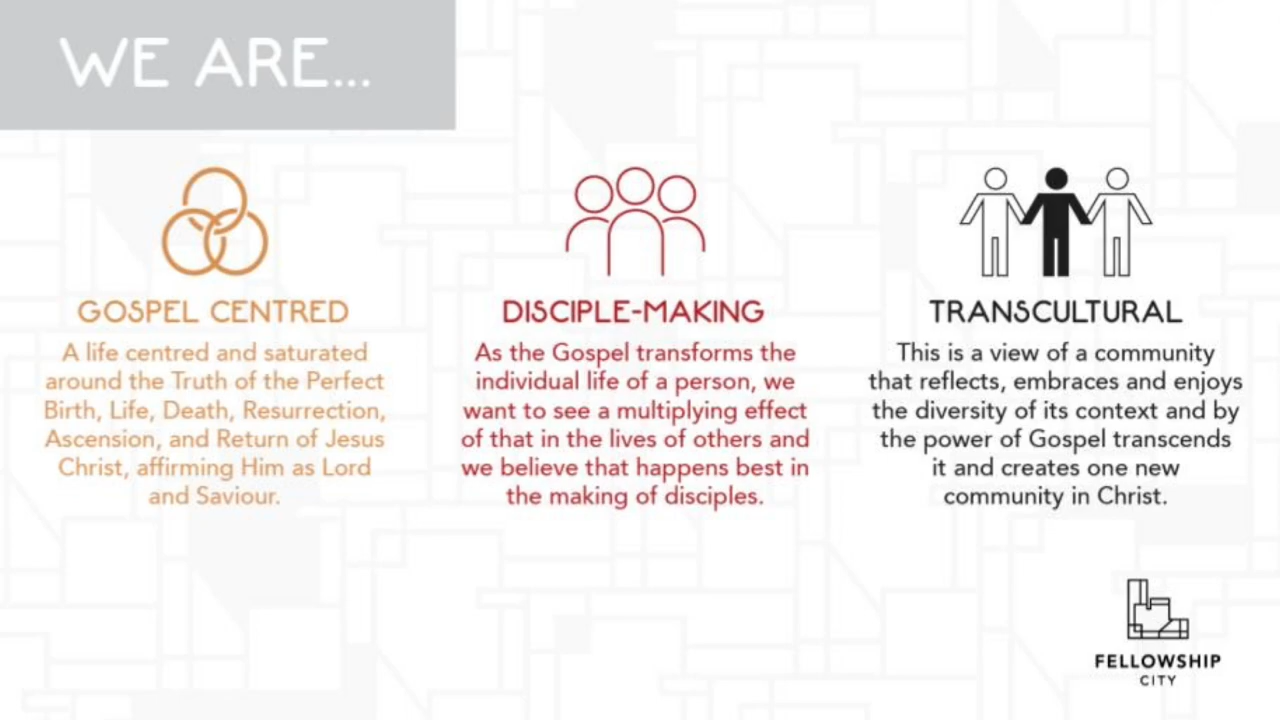 WE ARE...
GOSPEL CENTRED
A life centred and saturated
around the Truth of the Perfect
Birth, Life, Death, Resurrection,
Ascension, and Return of Jesus
Christ, affirming Him as Lord
and Saviour.
DISCIPLE-MAKING
As the Gospel transforms the
individual life of a person, we
want to see a multiplying effect
of that in the lives of others and
we believe that happens best in
the making of disciples.
TRANSCULTURAL
This is a view of a community
that reflects, embraces and enjoys
the diversity of its context and by
the power of Gospel transcends
it and creates one new
community in Christ.
FELLOWSHIP
CITY